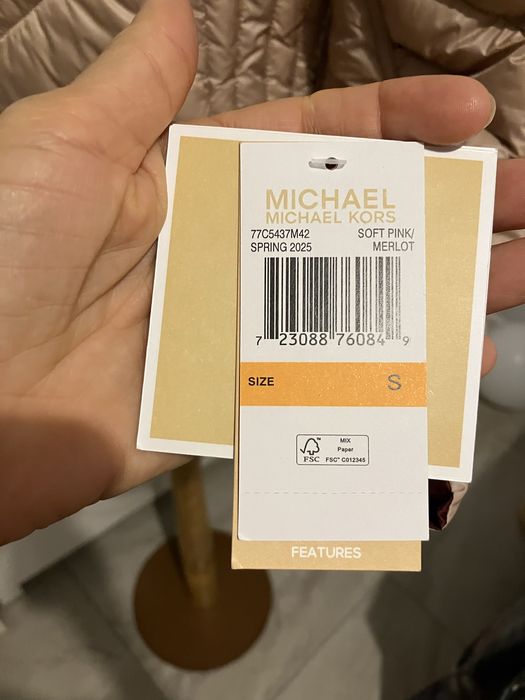 MICHAEL
MICHAEL KORS
77C5437M42 SOFT PINK/
SPRING 2025 MERLOT
7 23088 76084 9
SIZE S
FSC
MIX
Paper
FSC™ C012345
FEATURES